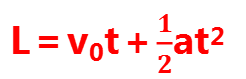 L = v₀t + ½at²